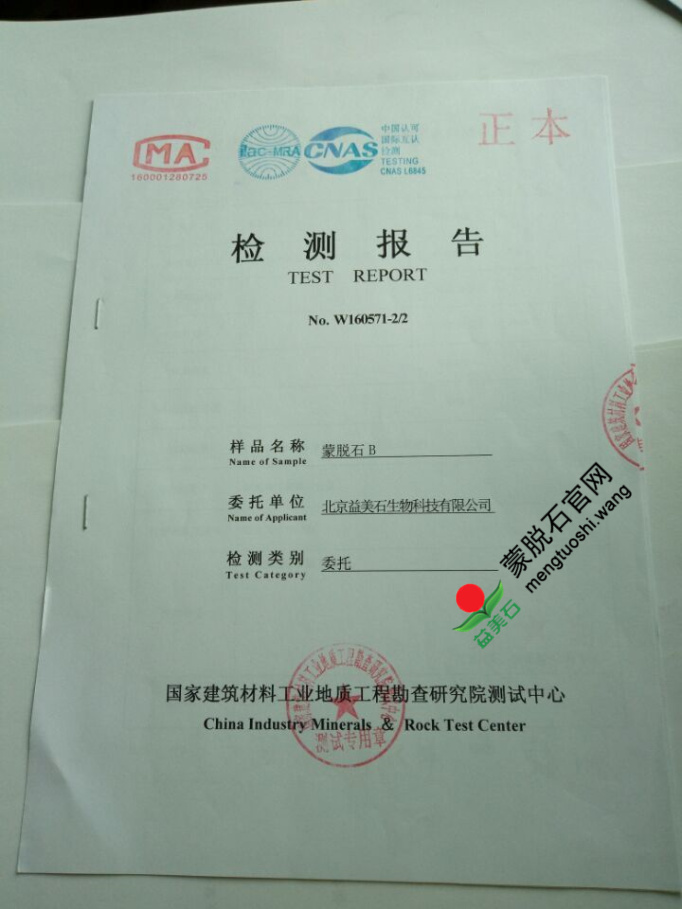 MA
160001280725
ilac-MRA
CNAS
中国认可
国际互认
检测
TESTING
CNAS L6845
正本
检测报告
TEST REPORT
No. W160571-2/2
样品名称 蒙脱石 B
Name of Sample
委托单位 北京益美石生物科技有限公司
Name of Applicant
检测类别 委托
Test Category
蒙脱石官网
mengtuoshi.wang
益美石
国家建筑材料工业地质工程勘查研究院测试中心
China Industry Minerals & Rock Test Center
测试专用章